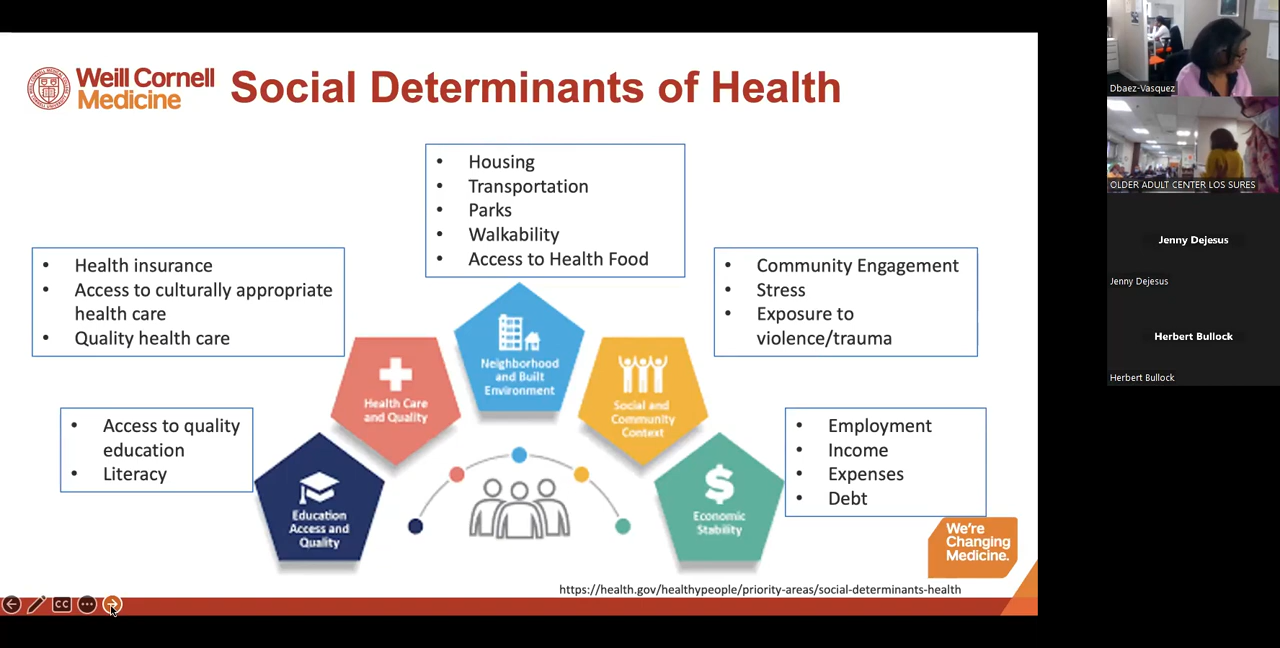 Weill Cornell
Medicine
Social Determinants of Health
• Housing
• Transportation
• Parks
• Walkability
• Access to Health Food
• Health insurance
• Access to culturally appropriate
health care
• Quality health care
• Community Engagement
• Stress
• Exposure to
violence/trauma
• Access to quality
education
• Literacy
• Employment
• Income
• Expenses
• Debt
Education
Access and
Quality
Health Care
and Quality
Neighborhood
and Built
Environment
Social and
Community
Context
$
Economic
Stability
We're
Changing
Medicine.
https://health.gov/healthypeople/priority-areas/social-determinants-health
CC
Dbaez-Vasquez
OLDER ADULT CENTER LOS SURES
Jenny Dejesus
Jenny Dejesus
Herbert Bullock
Herbert Bullock